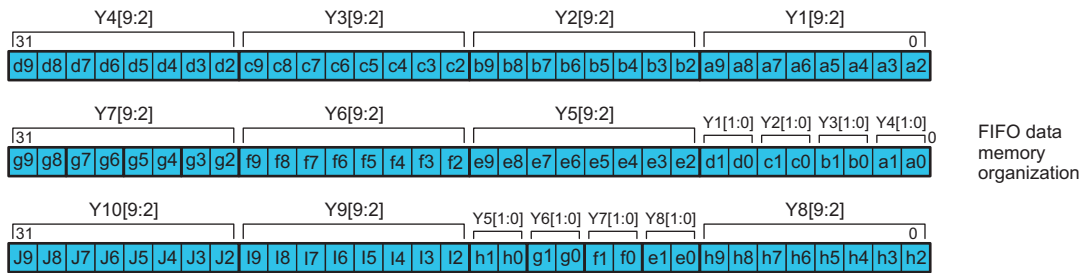 Y4[9:2] Y3[9:2] Y2[9:2] Y1[9:2]
31 0
d9 d8 d7 d6 d5 d4 d3 d2 c9 c8 c7 c6 c5 c4 c3 c2 b9 b8 b7 b6 b5 b4 b3 b2 a9 a8 a7 a6 a5 a4 a3 a2
Y7[9:2] Y6[9:2] Y5[9:2] Y1[1:0] Y2[1:0] Y3[1:0] Y4[1:0]
31 0
g9 g8 g7 g6 g5 g4 g3 g2 f9 f8 f7 f6 f5 f4 f3 f2 e9 e8 e7 e6 e5 e4 e3 e2 d1 d0 c1 c0 b1 b0 a1 a0
FIFO data
memory
organization
Y10[9:2] Y9[9:2] Y5[1:0] Y6[1:0] Y7[1:0] Y8[1:0] Y8[9:2]
31 0
J9 J8 J7 J6 J5 J4 J3 J2 I9 I8 I7 I6 I5 I4 I3 I2 h1 h0 g1 g0 f1 f0 e1 e0 h9 h8 h7 h6 h5 h4 h3 h2